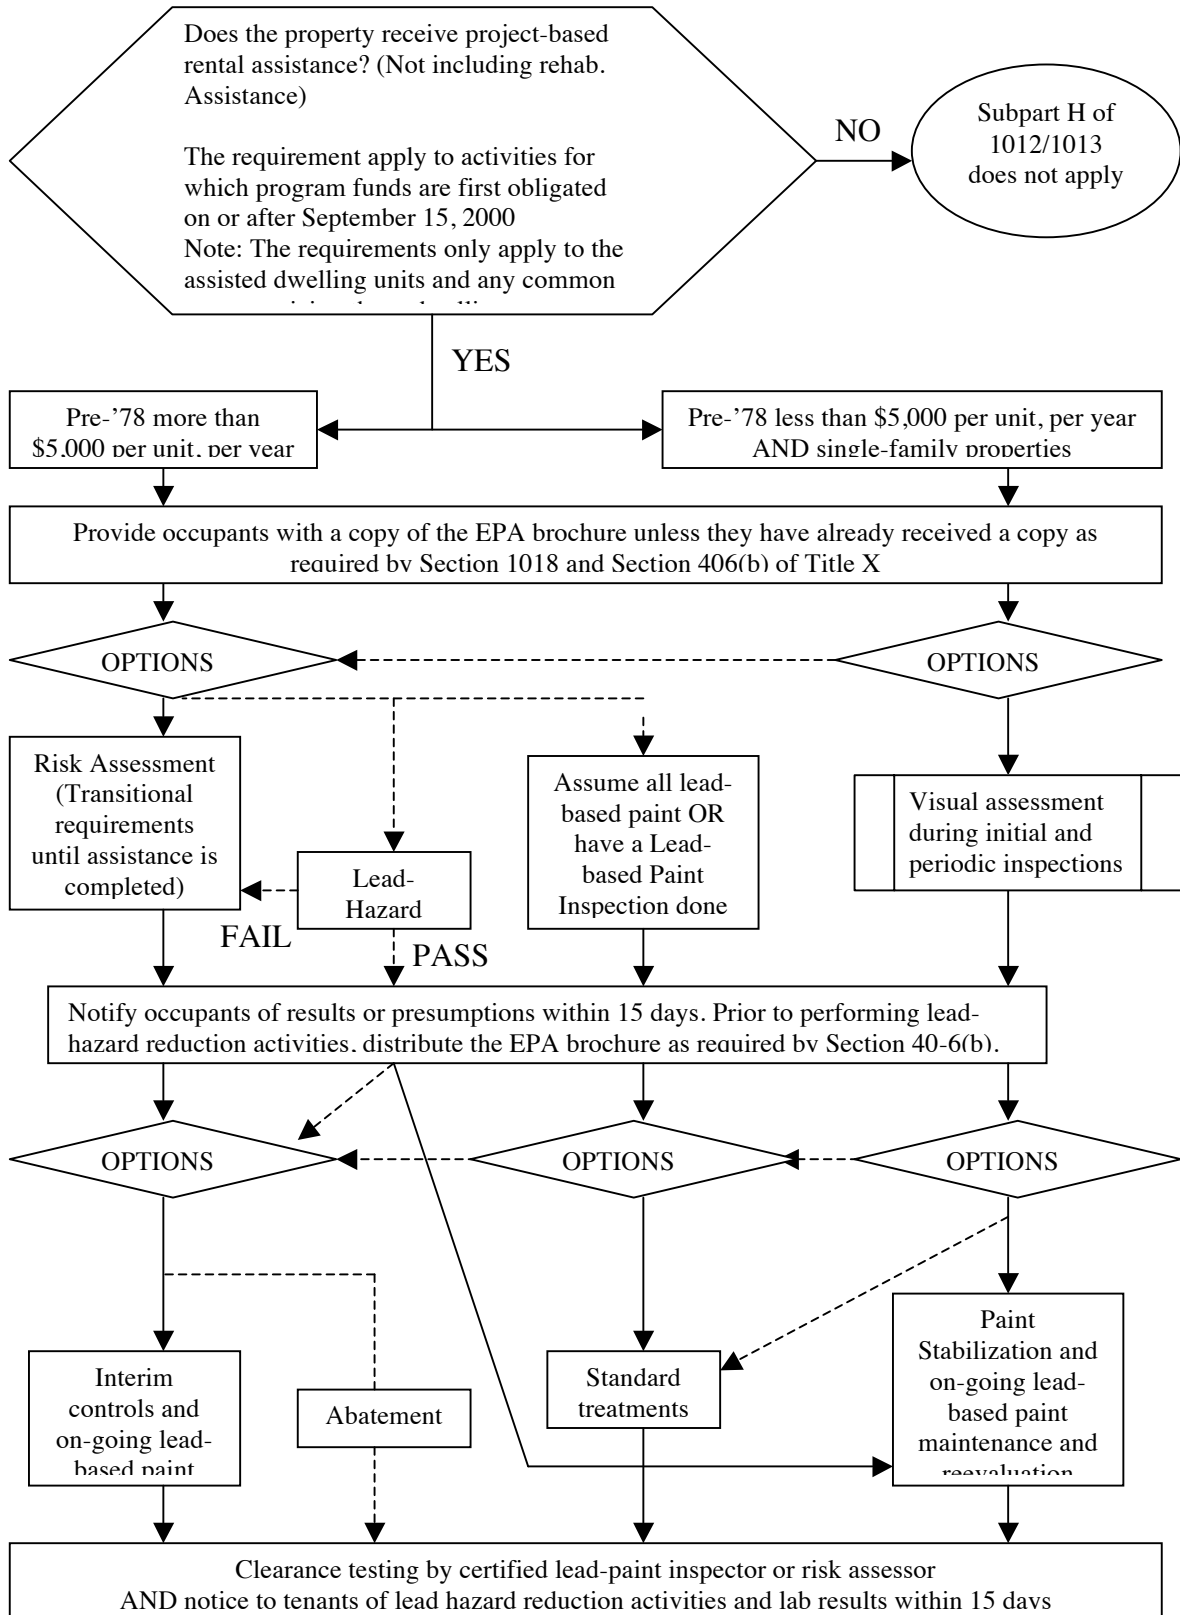 Does the property receive project-based
rental assistance? (Not including rehab.
Assistance)
The requirement apply to activities for
which program funds are first obligated
on or after September 15, 2000
Note: The requirements only apply to the
assisted dwelling units and any common
NO
Subpart H of
1012/1013
does not apply
YES
Pre-’78 more than
$5,000 per unit, per year
Pre-’78 less than $5,000 per unit, per year
AND single-family properties
Provide occupants with a copy of the EPA brochure unless they have already received a copy as
required by Section 1018 and Section 406(b) of Title X
OPTIONS
OPTIONS
Risk Assessment
(Transitional
requirements
until assistance is
completed)
Lead-
Hazard
Assume all lead-
based paint OR
have a Lead-
based Paint
Inspection done
Visual assessment
during initial and
periodic inspections
FAIL
PASS
Notify occupants of results or presumptions within 15 days. Prior to performing lead-
hazard reduction activities, distribute the EPA brochure as required by Section 40-6(b).
OPTIONS
OPTIONS
OPTIONS
Interim
controls and
on-going lead-
based paint
Abatement
Standard
treatments
Paint
Stabilization and
on-going lead-
based paint
maintenance and
reevaluation
Clearance testing by certified lead-paint inspector or risk assessor
AND notice to tenants of lead hazard reduction activities and lab results within 15 days